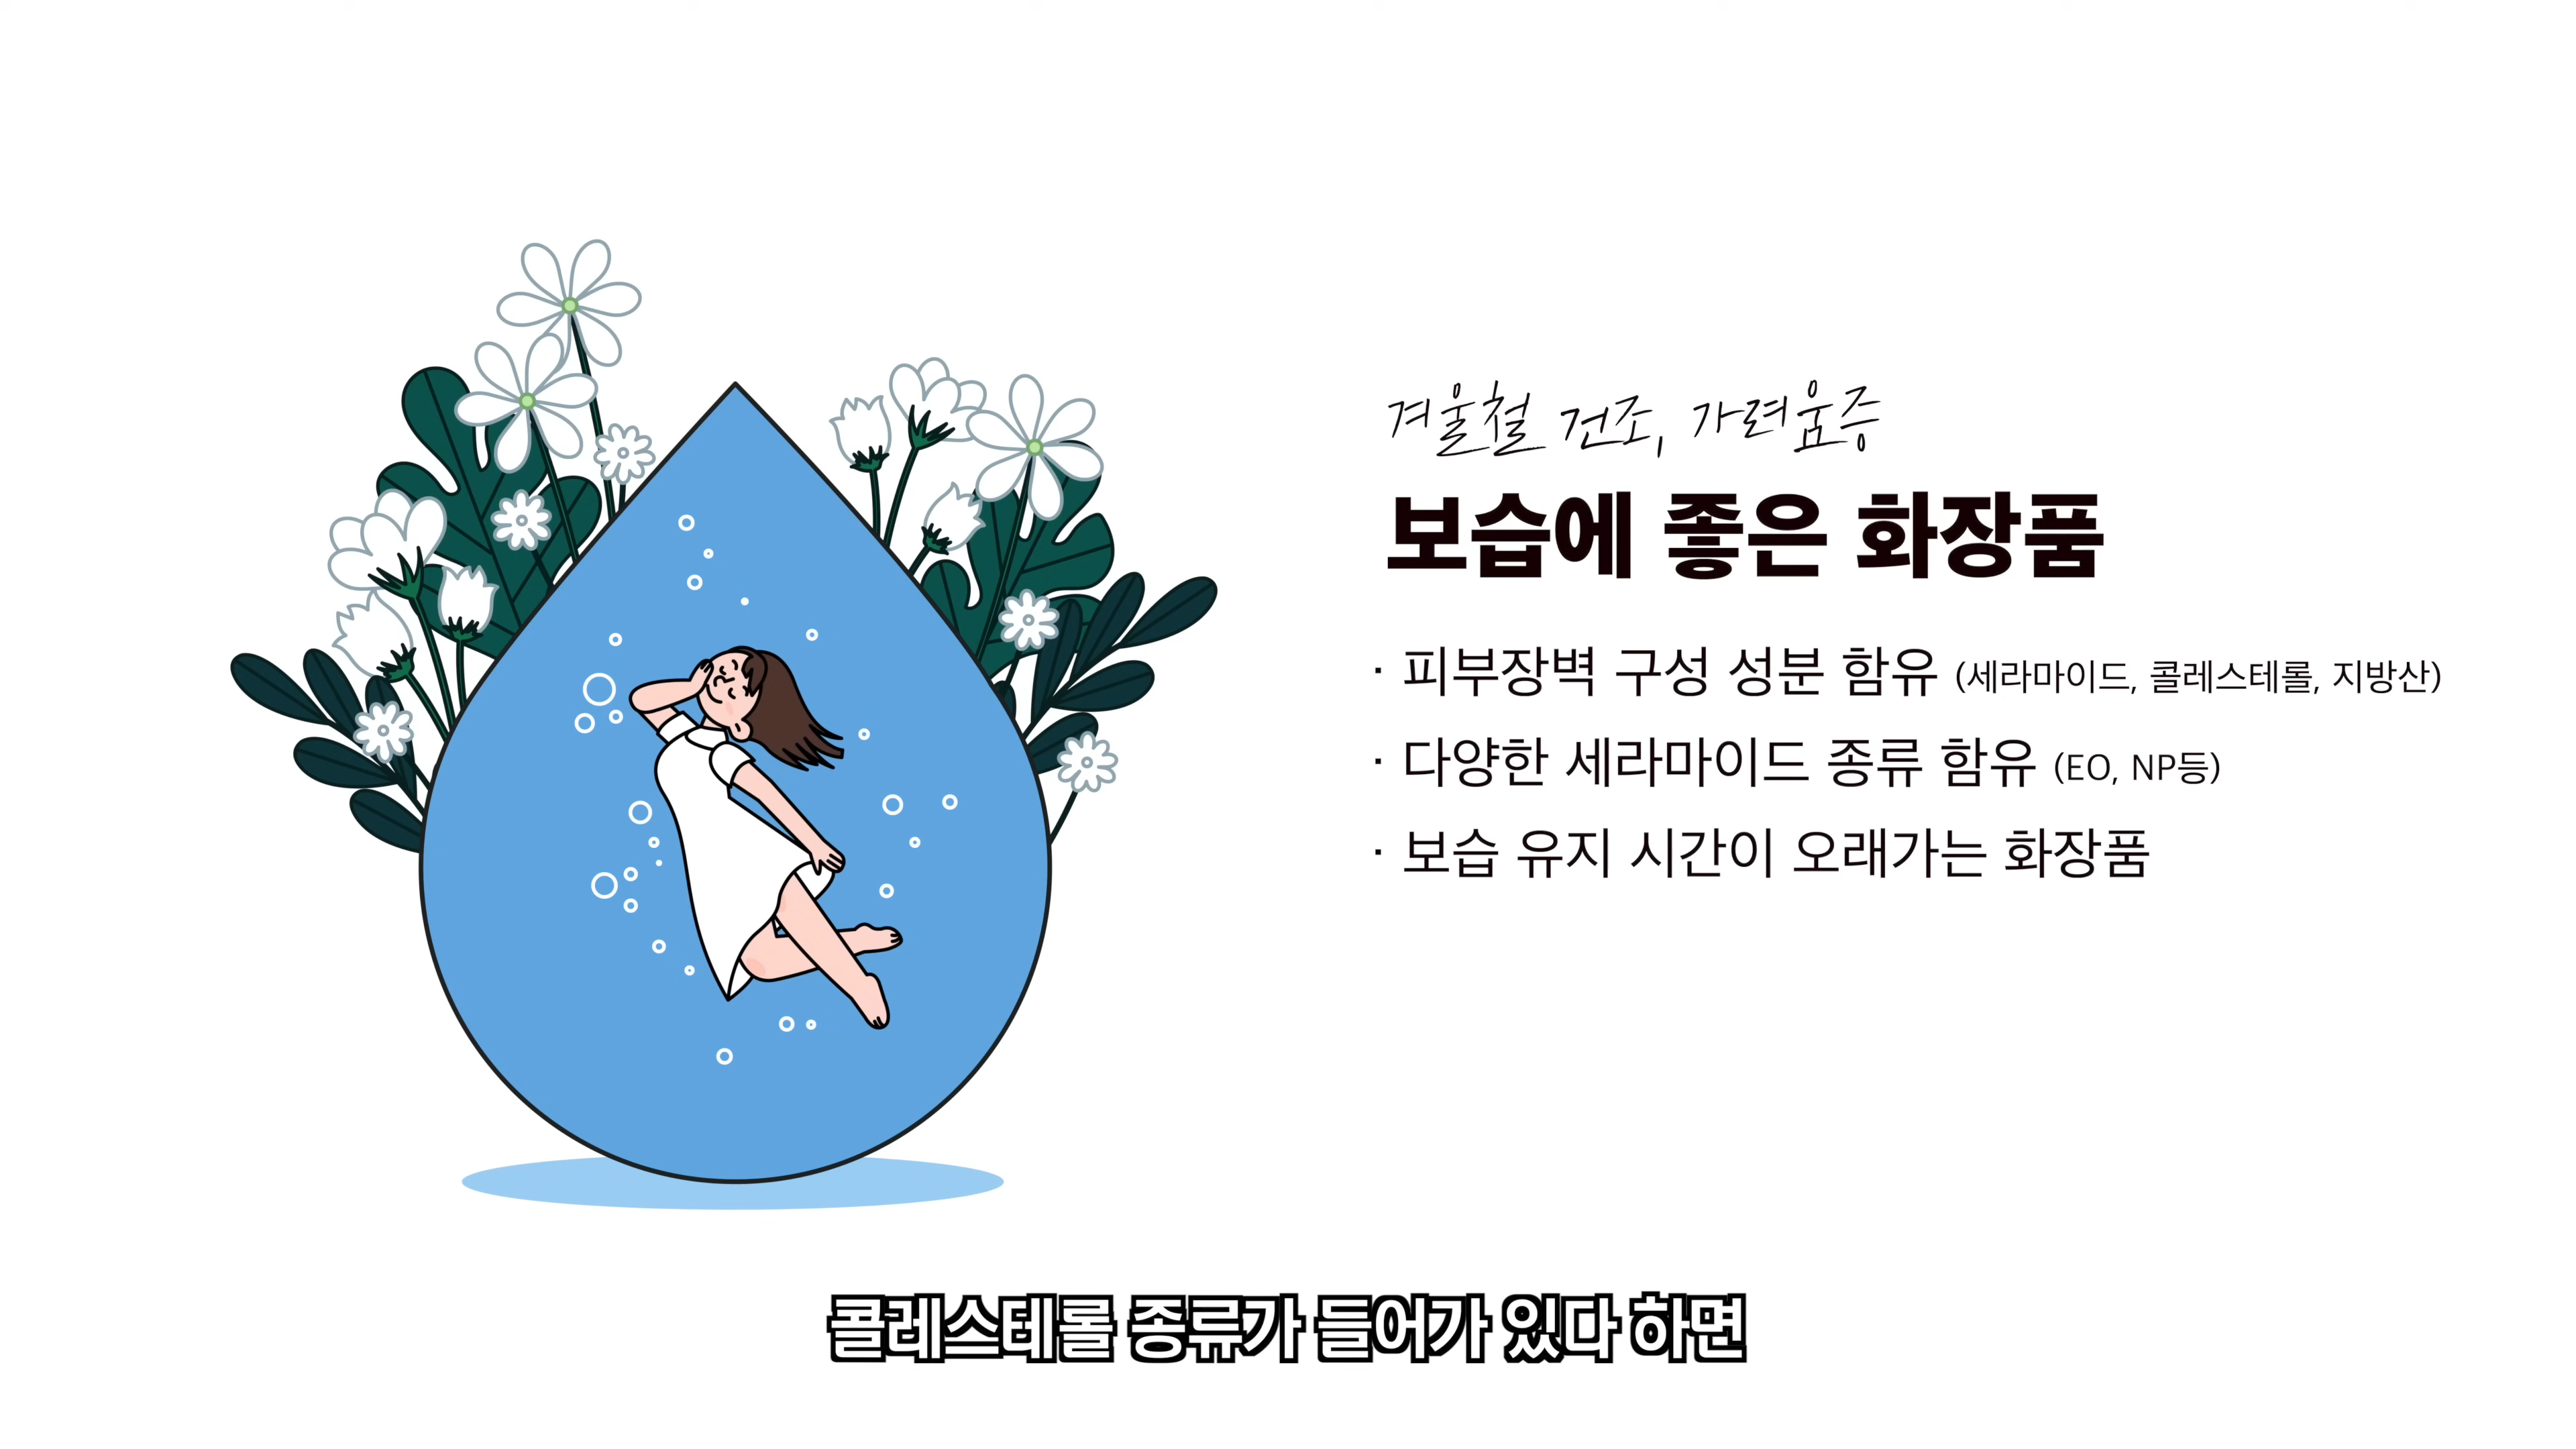 겨울철 건조, 가려움증
보습에 좋은 화장품
· 피부장벽 구성 성분 함유 (세라마이드, 콜레스테롤, 지방산)
· 다양한 세라마이드 종류 함유 (EO, NP등)
· 보습 유지 시간이 오래가는 화장품
콜레스테롤 종류가 들어가 있다 하면